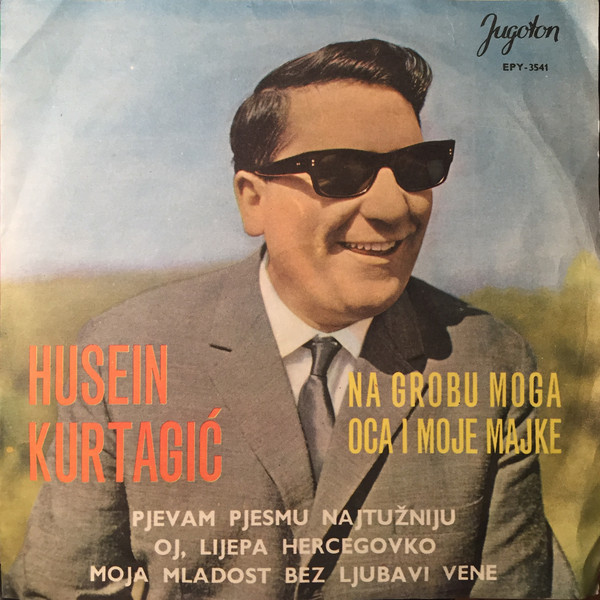 Jugoton
EPY-3541
HUSEIN
KURTAGIĆ
NA GROBU MOGA
OCA I MOJE MAJKE
PJEVAM PJESMU NAJTUŽNIJU
OJ, LIJEPA HERCEGOVKO
MOJA MLADOST BEZ LJUBAVI VENE